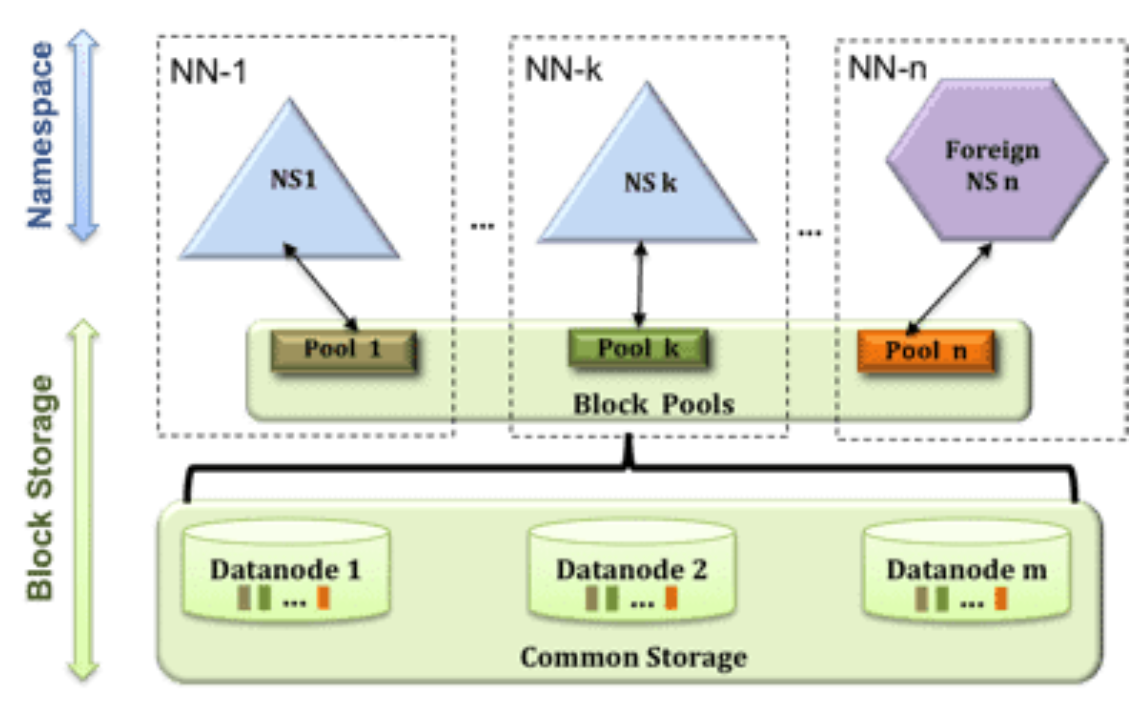 Namespace
NN-1
NN-k
NN-n
NS1
NS k
Foreign
NS n
...
...
Block Storage
Pool 1
Pool k
Pool n
Block Pools
Datanode 1
...
Datanode 2
...
Datanode m
...
Common Storage